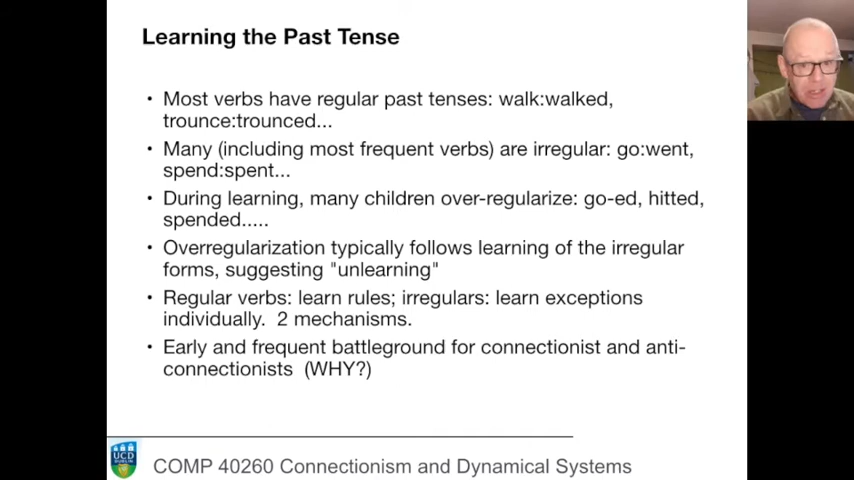 Learning the Past Tense
• Most verbs have regular past tenses: walk:walked,
trounce:trounced...
• Many (including most frequent verbs) are irregular: go:went,
spend:spent...
• During learning, many children over-regularize: go-ed, hitted,
spended.....
• Overregularization typically follows learning of the irregular
forms, suggesting "unlearning"
• Regular verbs: learn rules; irregulars: learn exceptions
individually.  2 mechanisms.
• Early and frequent battleground for connectionist and anti-
connectionists  (WHY?)
UCD
DUBLIN
COMP 40260 Connectionism and Dynamical Systems